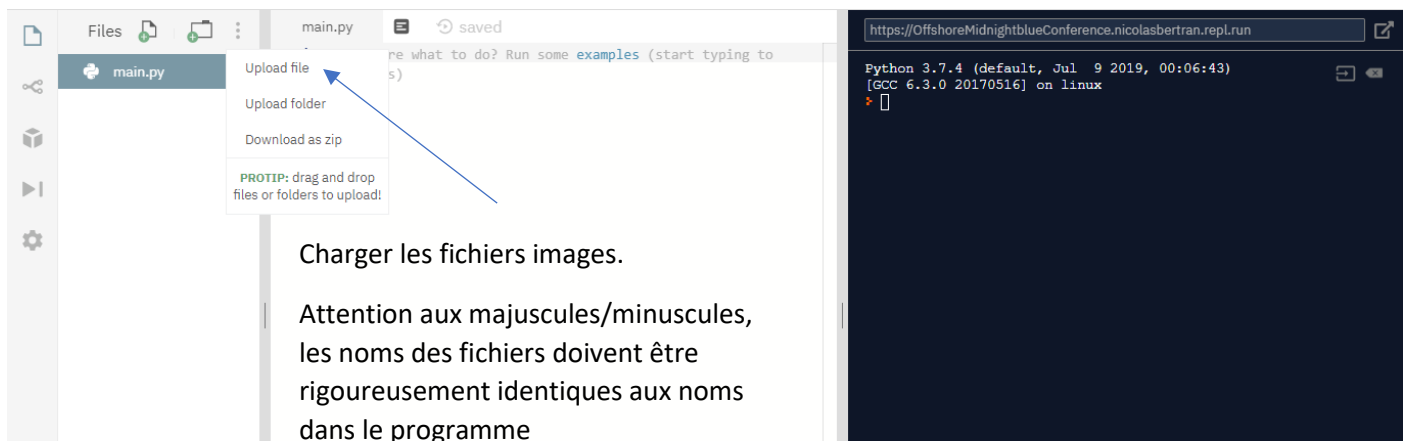 Files
main.py
Upload file
Upload folder
Download as zip
PROTIP: drag and drop
files or folders to upload!
main.py
saved
re what to do? Run some examples (start typing to
s)
Charger les fichiers images.
Attention aux majuscules/minuscules,
les noms des fichiers doivent être
rigoureusement identiques aux noms
dans le programme
https://OffshoreMidnightblueConference.nicolasbertran.repl.run
Python 3.7.4 (default, Jul  9 2019, 00:06:43)
[GCC 6.3.0 20170516] on linux